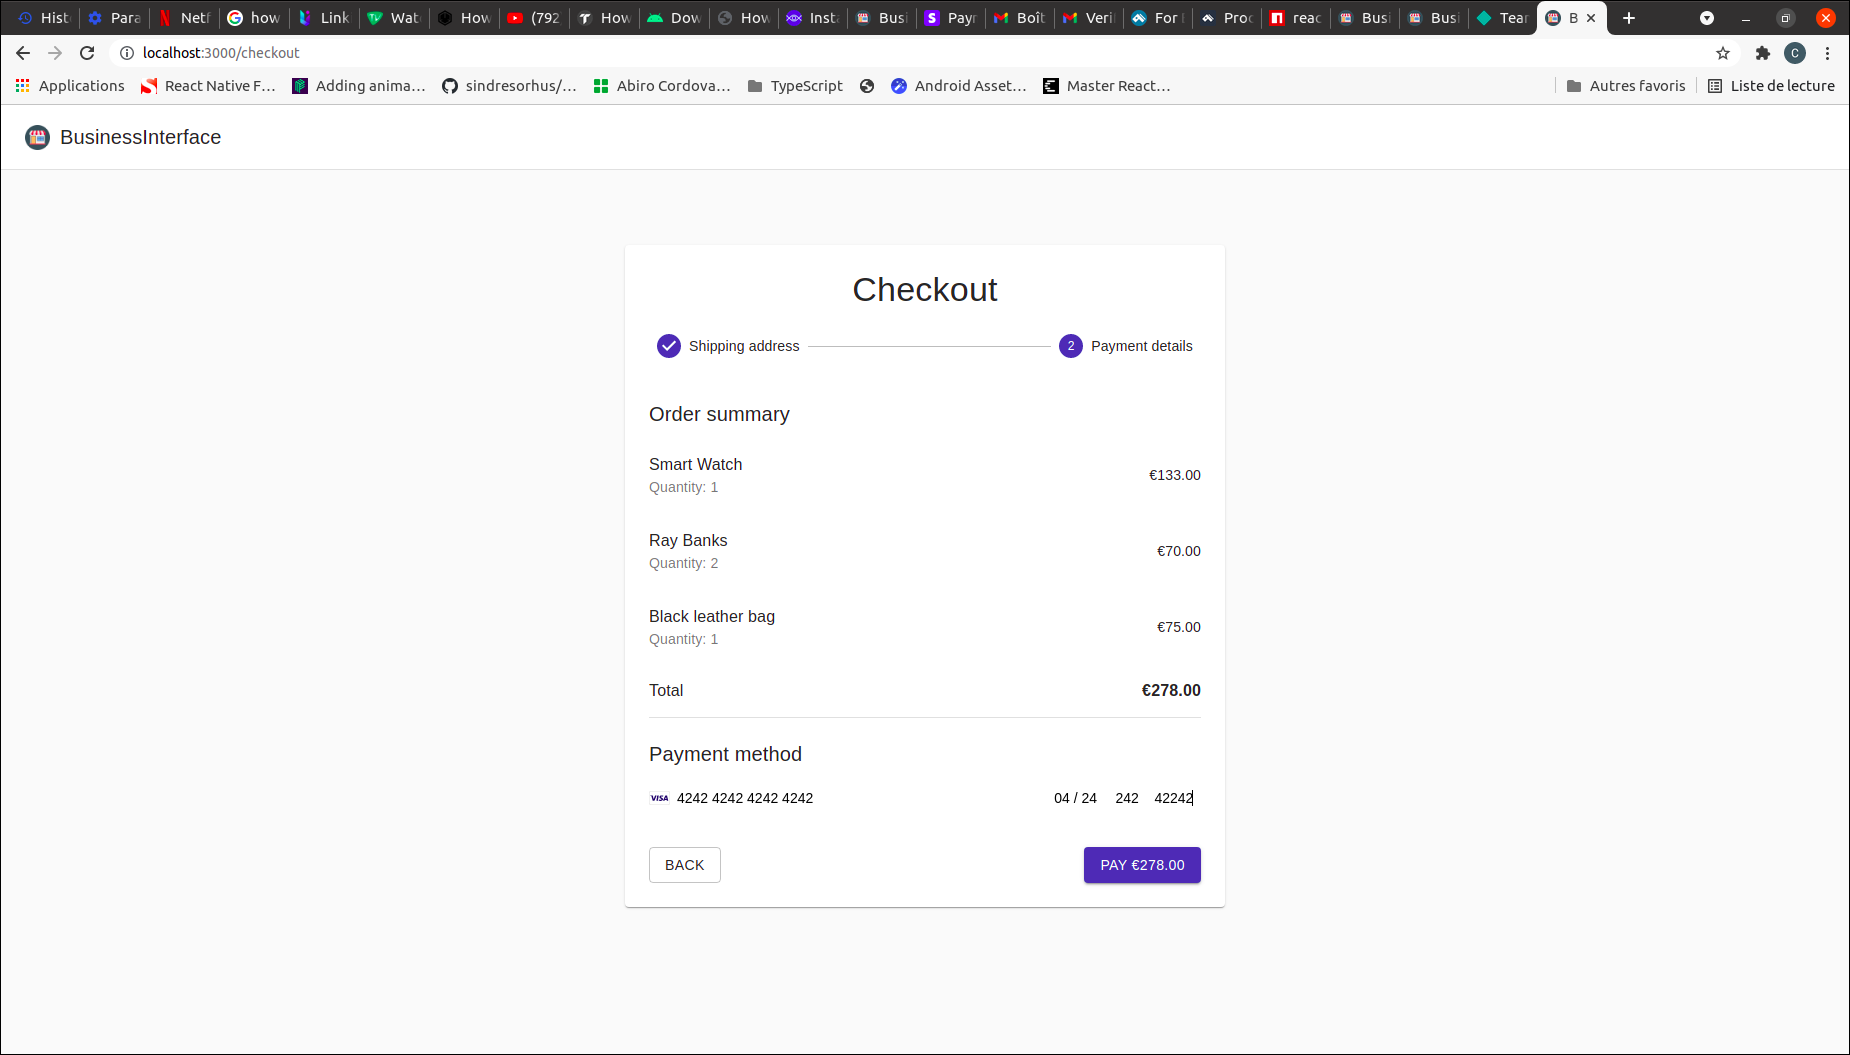 Histo Para Netf how Link Wat How (792 How Dow How Insta Busi Payn Boît Verif For Proc reac Busi Busi Tear B
localhost:3000/checkout
C
Applications React Native F... Adding anima... sindresorhus/... Abiro Cordova... TypeScript Android Asset... Master React... Autres favoris Liste de lecture
BusinessInterface
Checkout
Shipping address 2 Payment details
Order summary
Smart Watch
Quantity: 1
€133.00
Ray Banks
Quantity: 2
€70.00
Black leather bag
Quantity: 1
€75.00
Total €278.00
Payment method
VISA 4242 4242 4242 4242 04 / 24 242 42242
BACK PAY €278.00